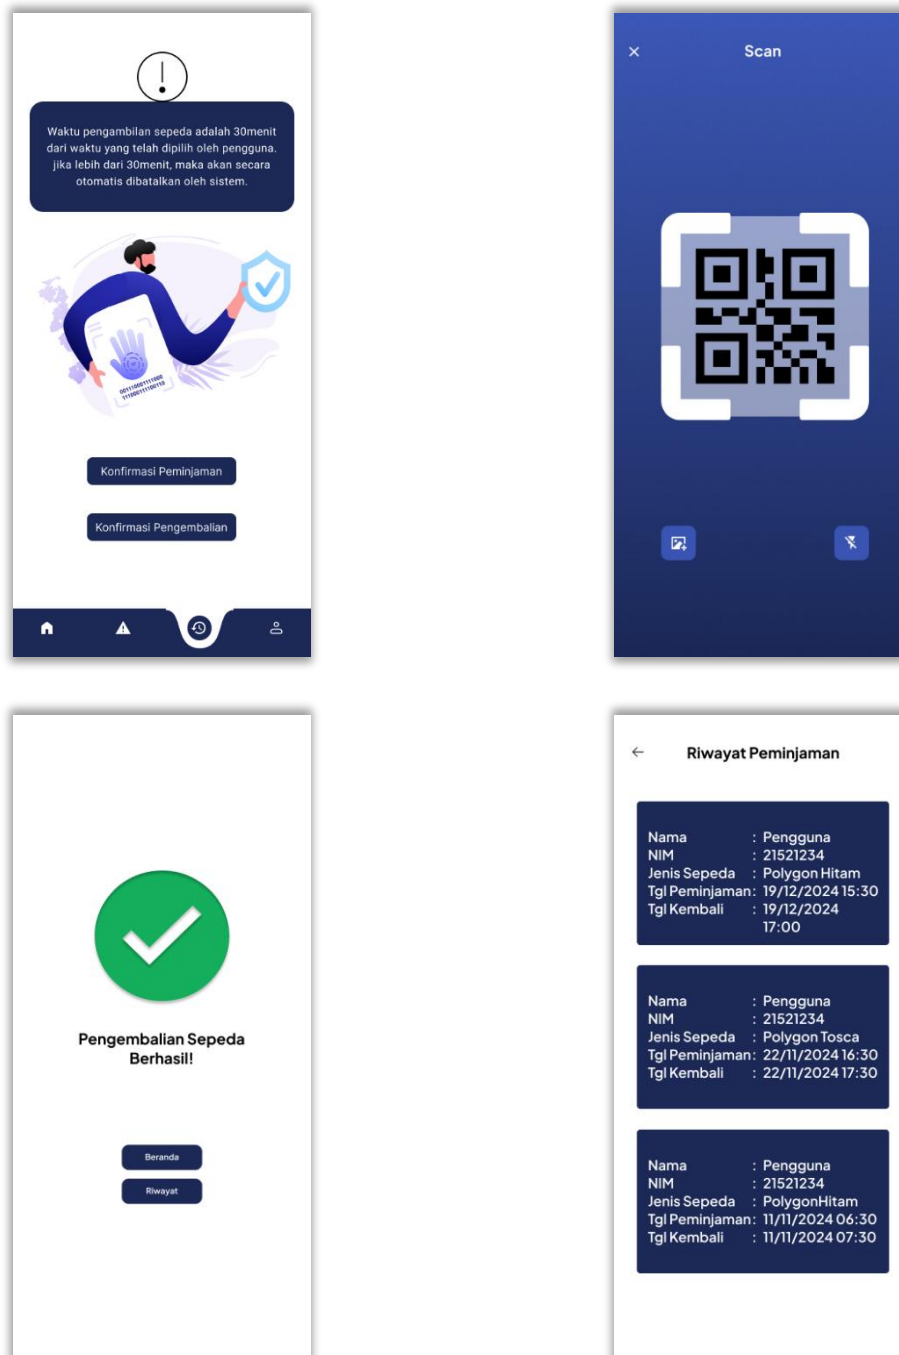 Waktu pengambilan sepeda adalah 30menit
dari waktu yang telah dipilih oleh pengguna.
jika lebih dari 30menit, maka akan secara
otomatis dibatalkan oleh sistem.
001110001111000
111000111100110
Konfirmasi Peminjaman
Konfirmasi Pengembalian
Scan
Pengembalian Sepeda
Berhasil!
Beranda
Riwayat
Riwayat Peminjaman
Nama : Pengguna
NIM : 21521234
Jenis Sepeda : Polygon Hitam
Tgl Peminjaman: 19/12/2024 15:30
Tgl Kembali : 19/12/2024
17:00
Nama : Pengguna
NIM : 21521234
Jenis Sepeda : Polygon Tosca
Tgl Peminjaman: 22/11/2024 16:30
Tgl Kembali : 22/11/2024 17:30
Nama : Pengguna
NIM : 21521234
Jenis Sepeda : PolygonHitam
Tgl Peminjaman: 11/11/2024 06:30
Tgl Kembali : 11/11/2024 07:30